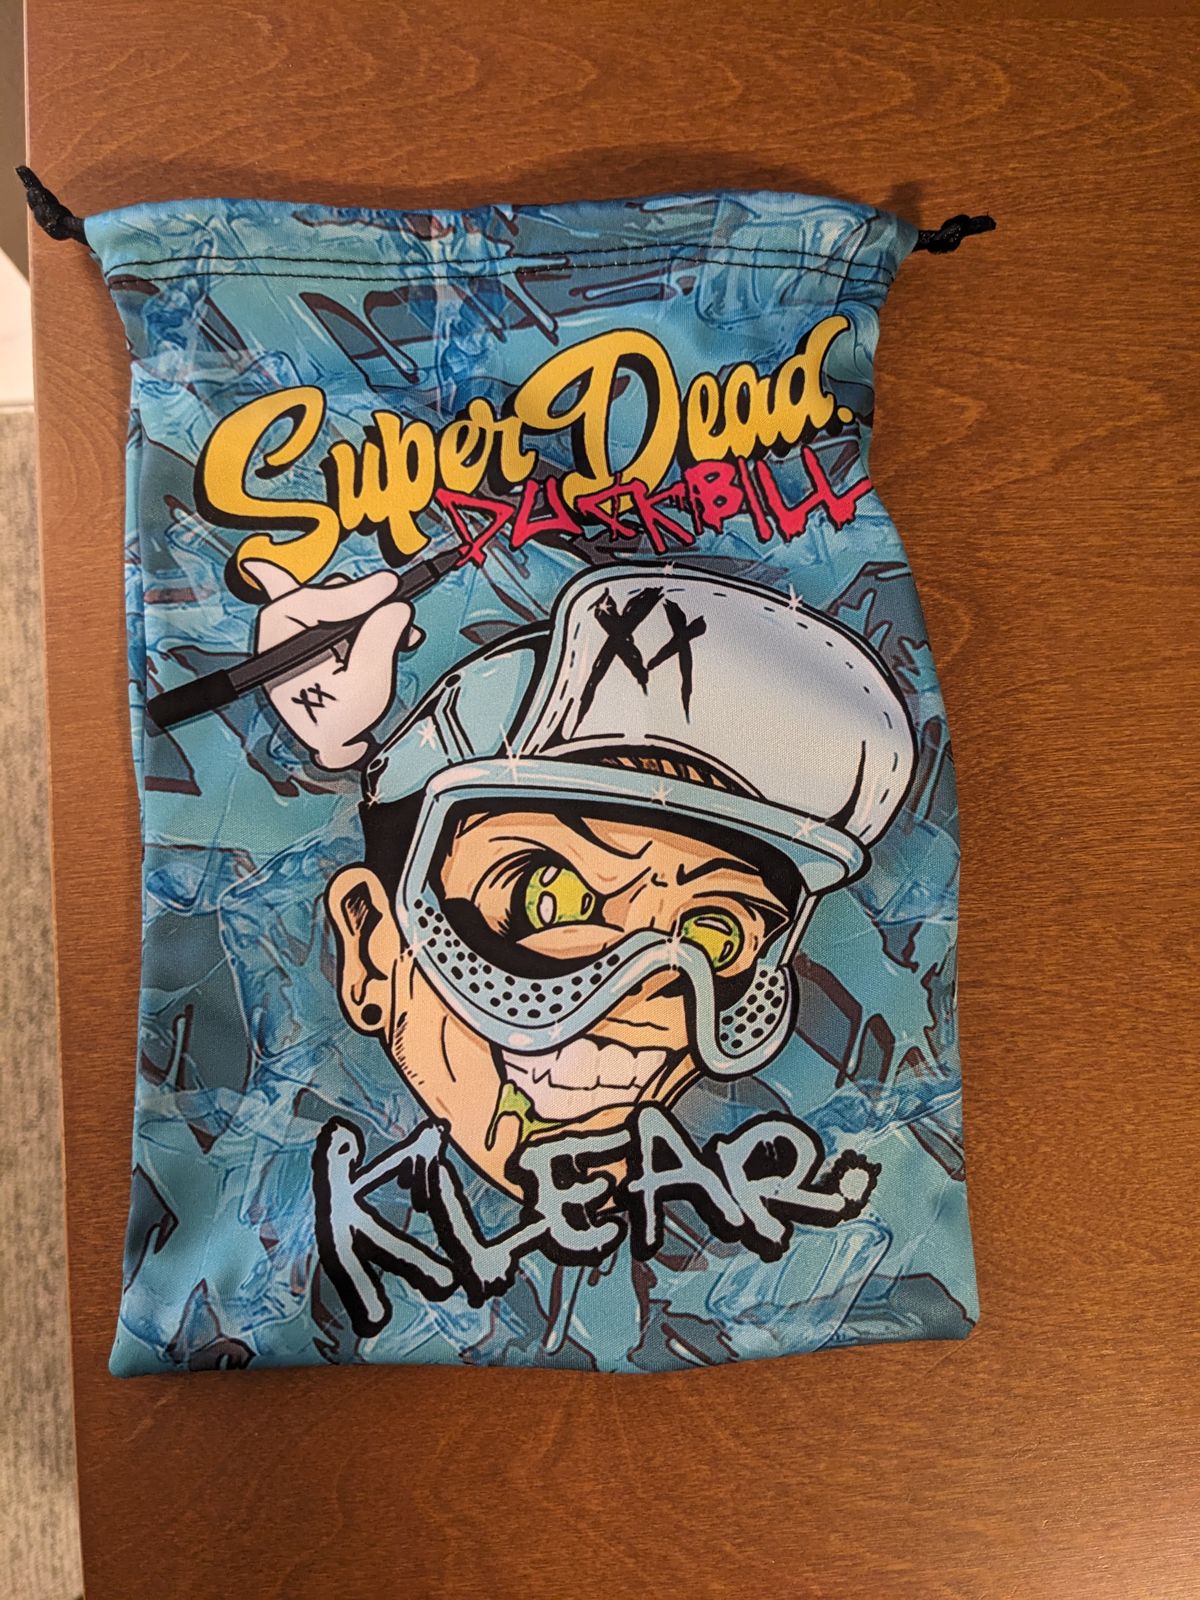 Super Dead.
DUCKBILL
XX
XX
KLEAR.